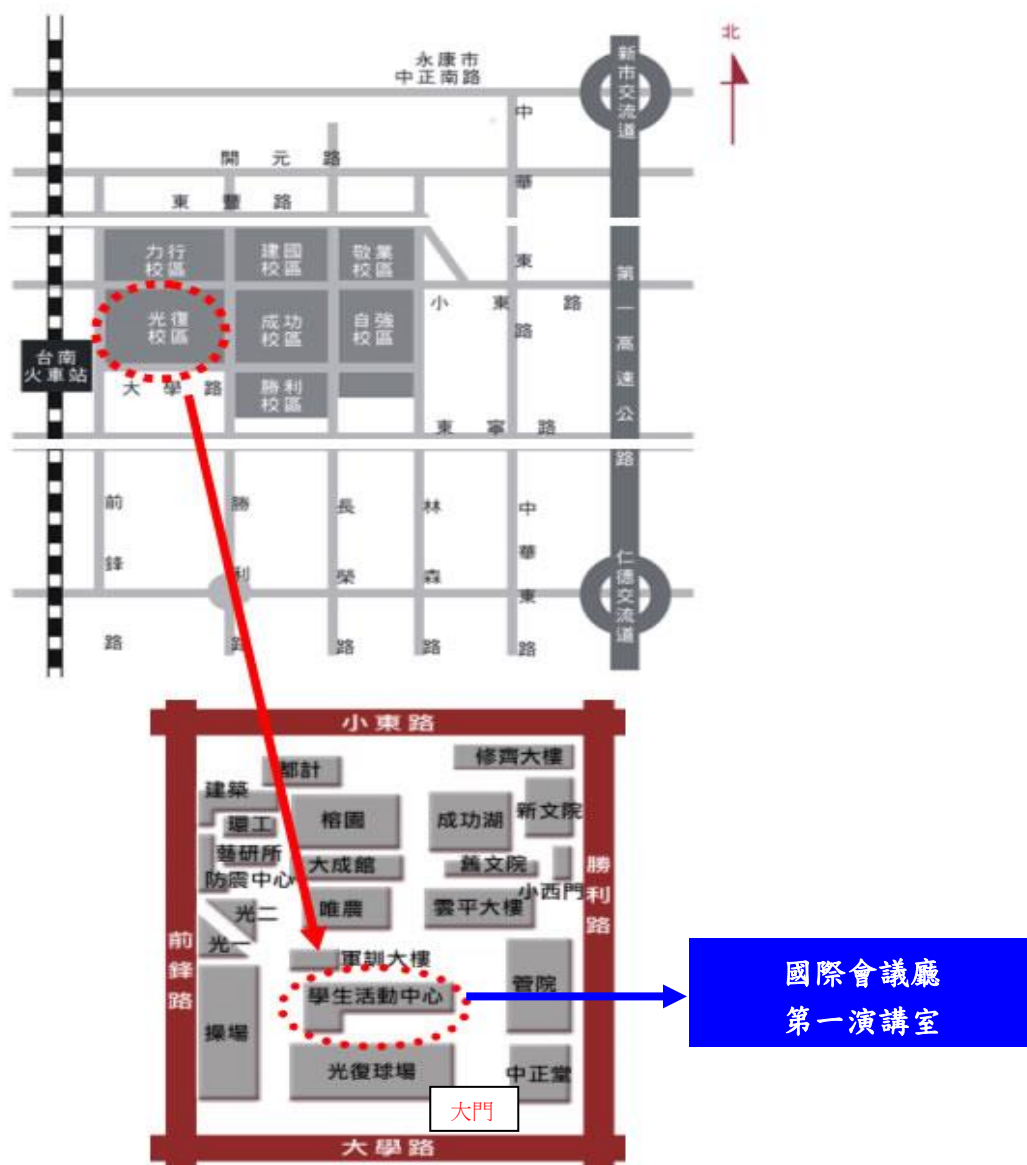 北
永康市
中正南路
新市交流道
中華東路
開元路
東豐路
力行
校區
建國
校區
敬業
校區
第一高速公路
小東路
光復
校區
成功
校區
自強
校區
台南
火車站
大學路
勝利
校區
東寧路
前鋒路
勝利路
長榮路
林森路
中華東路
仁德交流道
小東路
都計
修齊大樓
建築
榕園
成功湖
新文院
環工
藝研所
大成館
舊文院
防震中心
小西門
勝利路
光二
唯農
雲平大樓
前鋒路
光一
軍訓大樓
學生活動中心
管院
國際會議廳
第一演講室
操場
光復球場
中正堂
大門
大學路